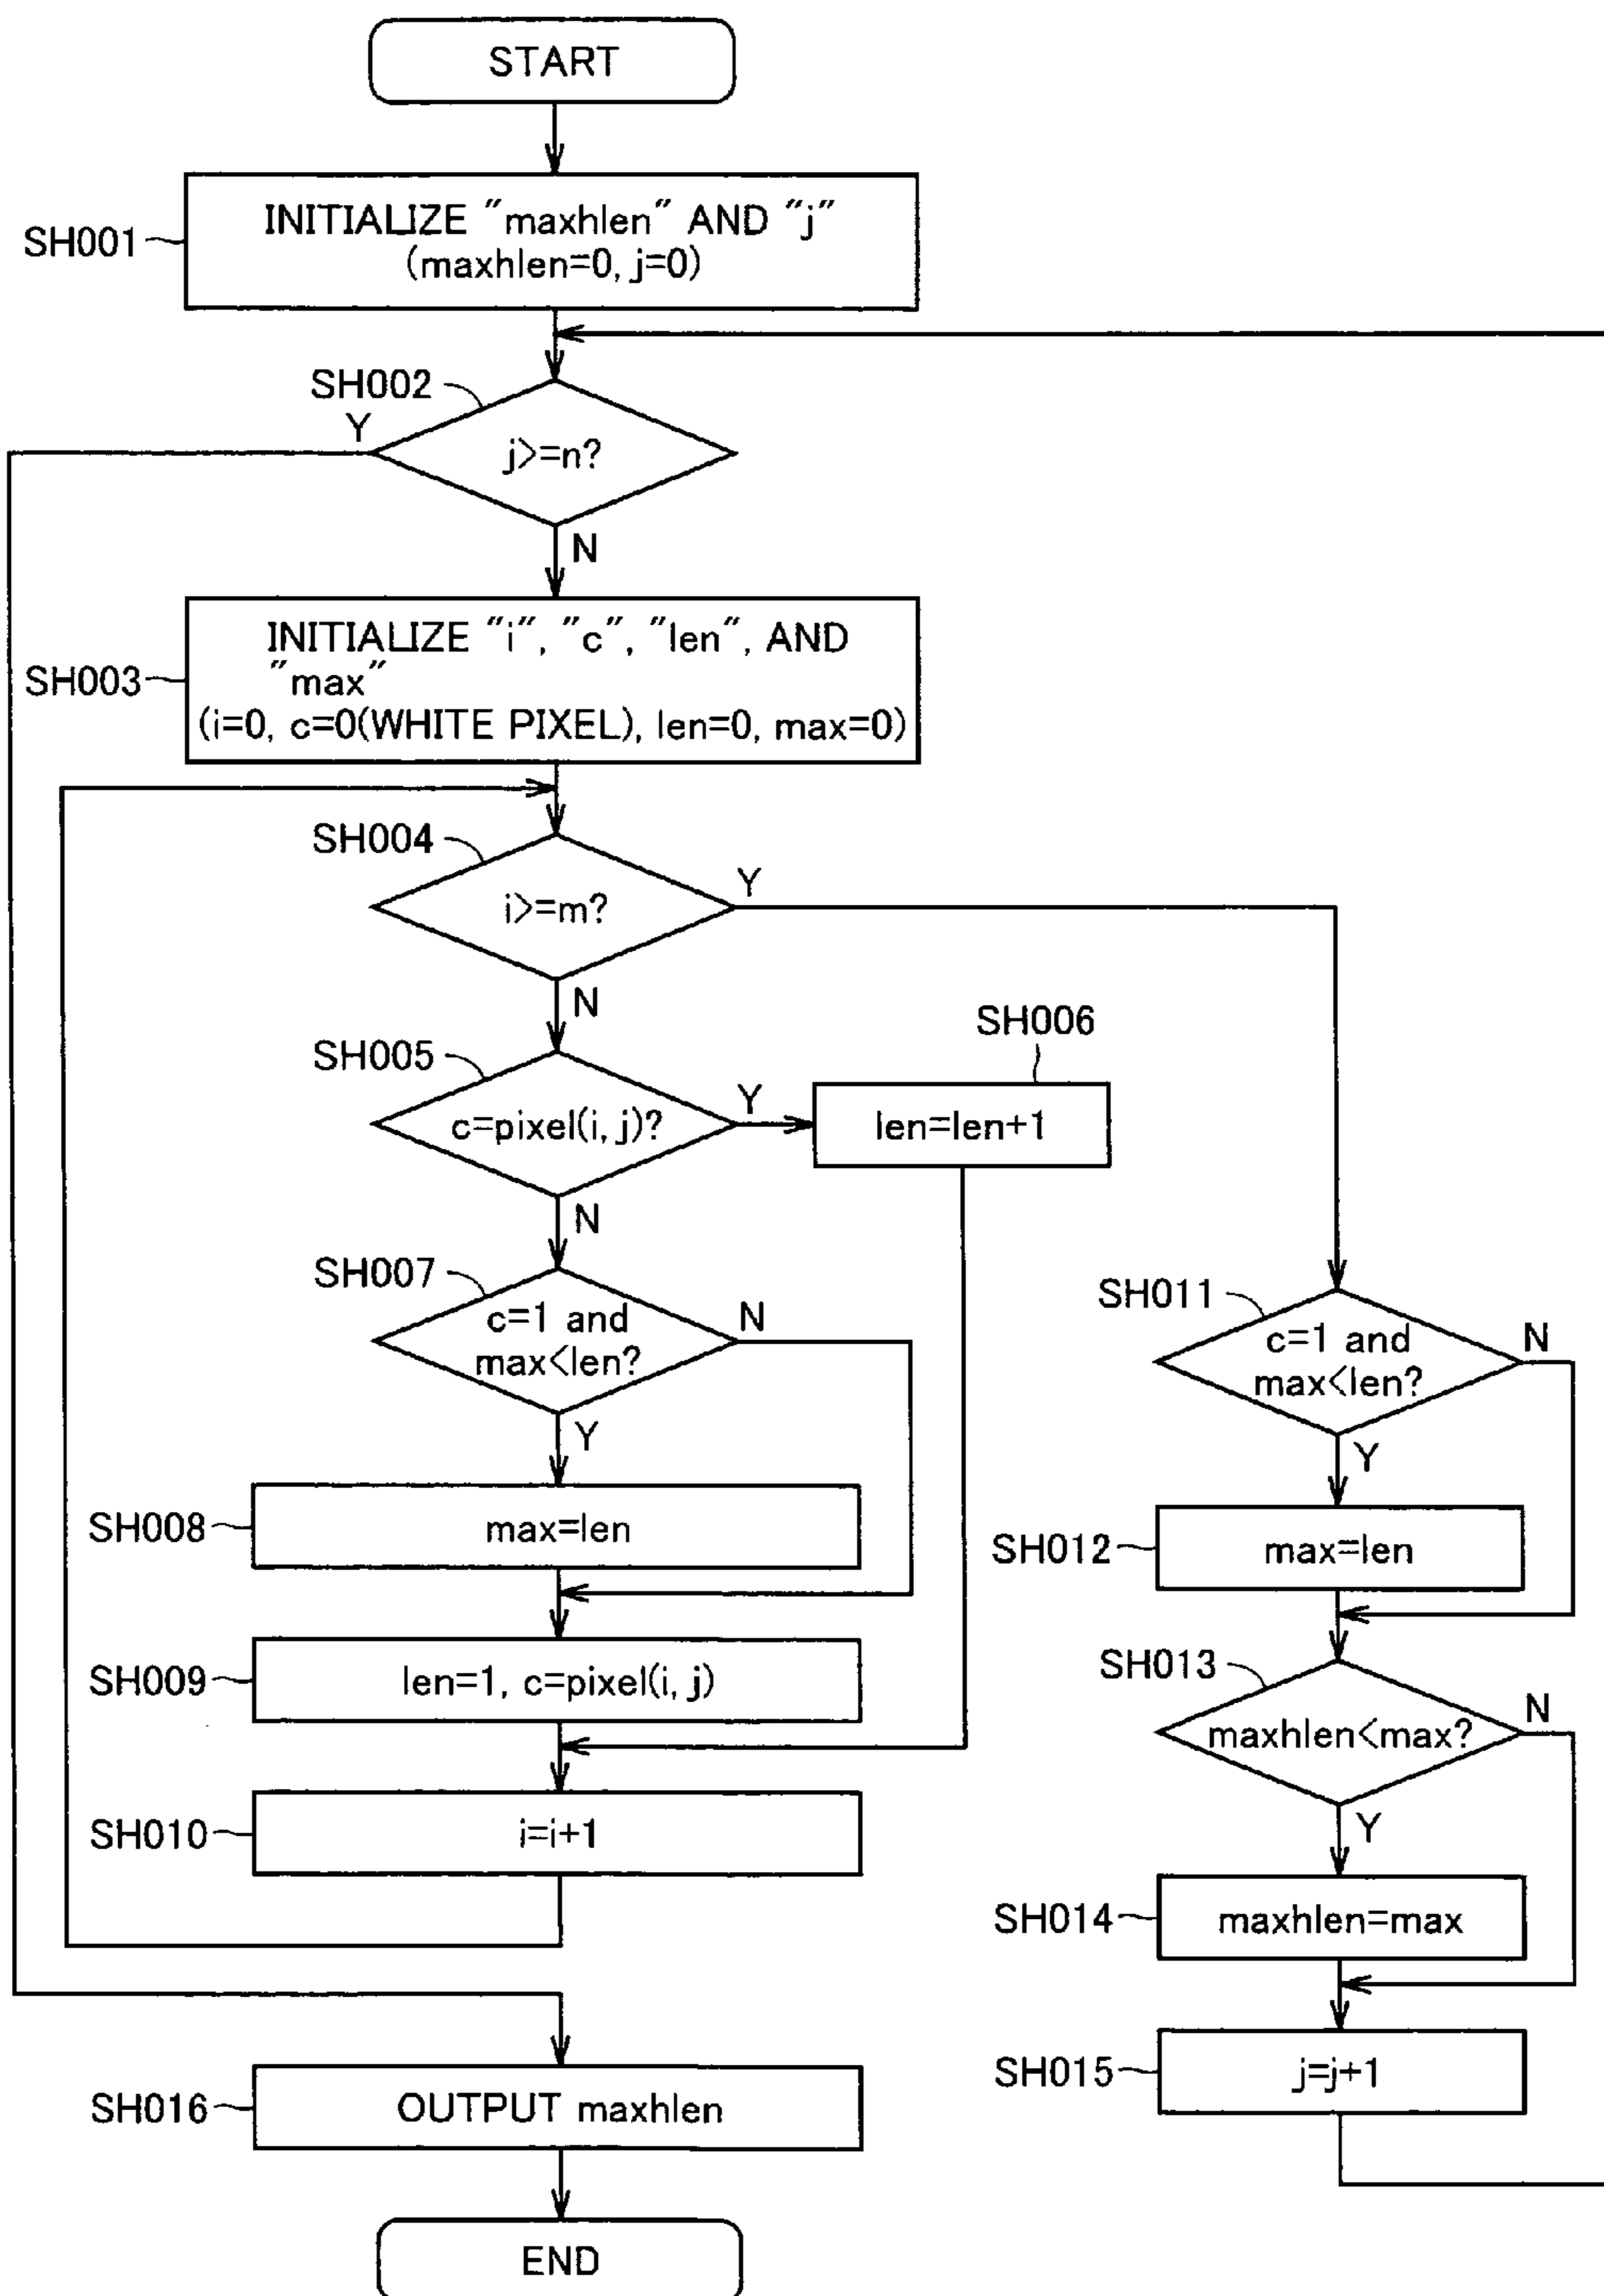 START
SH001
INITIALIZE "maxhlen" AND "j"
(maxhlen=0, j=0)
SH002
Y
j>=n?
N
SH003
INITIALIZE "i", "c", "len", AND
"max"
(i=0, c=0(WHITE PIXEL), len=0, max=0)
SH004
i>=m?
Y
N
SH005
c=pixel(i, j)?
Y
SH006
len=len+1
N
SH007
c=1 and
max<len?
N
Y
SH008
max=len
SH009
len=1, c=pixel(i, j)
SH010
i=i+1
SH011
c=1 and
max<len?
N
Y
SH012
max=len
SH013
maxhlen<max?
N
Y
SH014
maxhlen=max
SH015
j=j+1
SH016
OUTPUT maxhlen
END